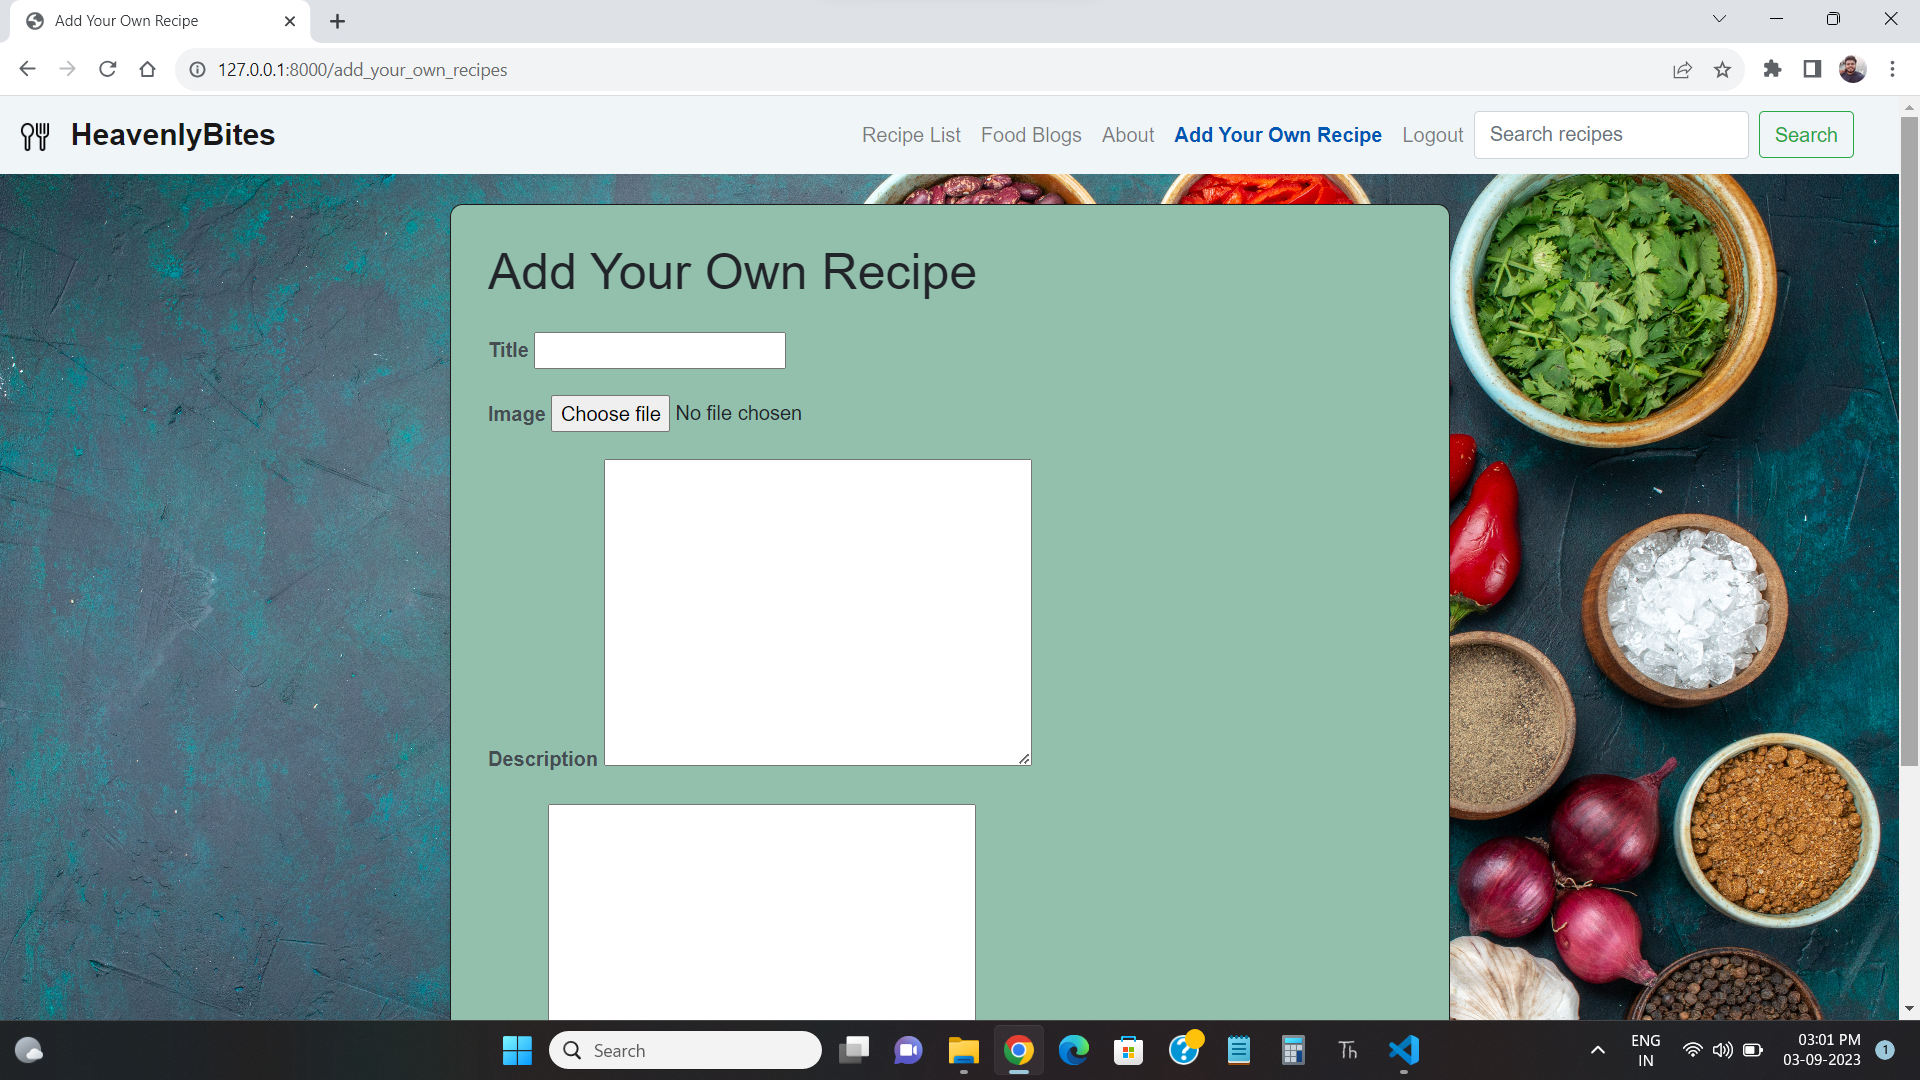 Add Your Own Recipe
127.0.0.1:8000/add_your_own_recipes
HeavenlyBites
Recipe List
Food Blogs
About
Add Your Own Recipe
Logout
Search recipes
Search
Add Your Own Recipe
Title
Image
Choose file
No file chosen
Description
Search
Th
ENG
IN
03:01 PM
03-09-2023
1